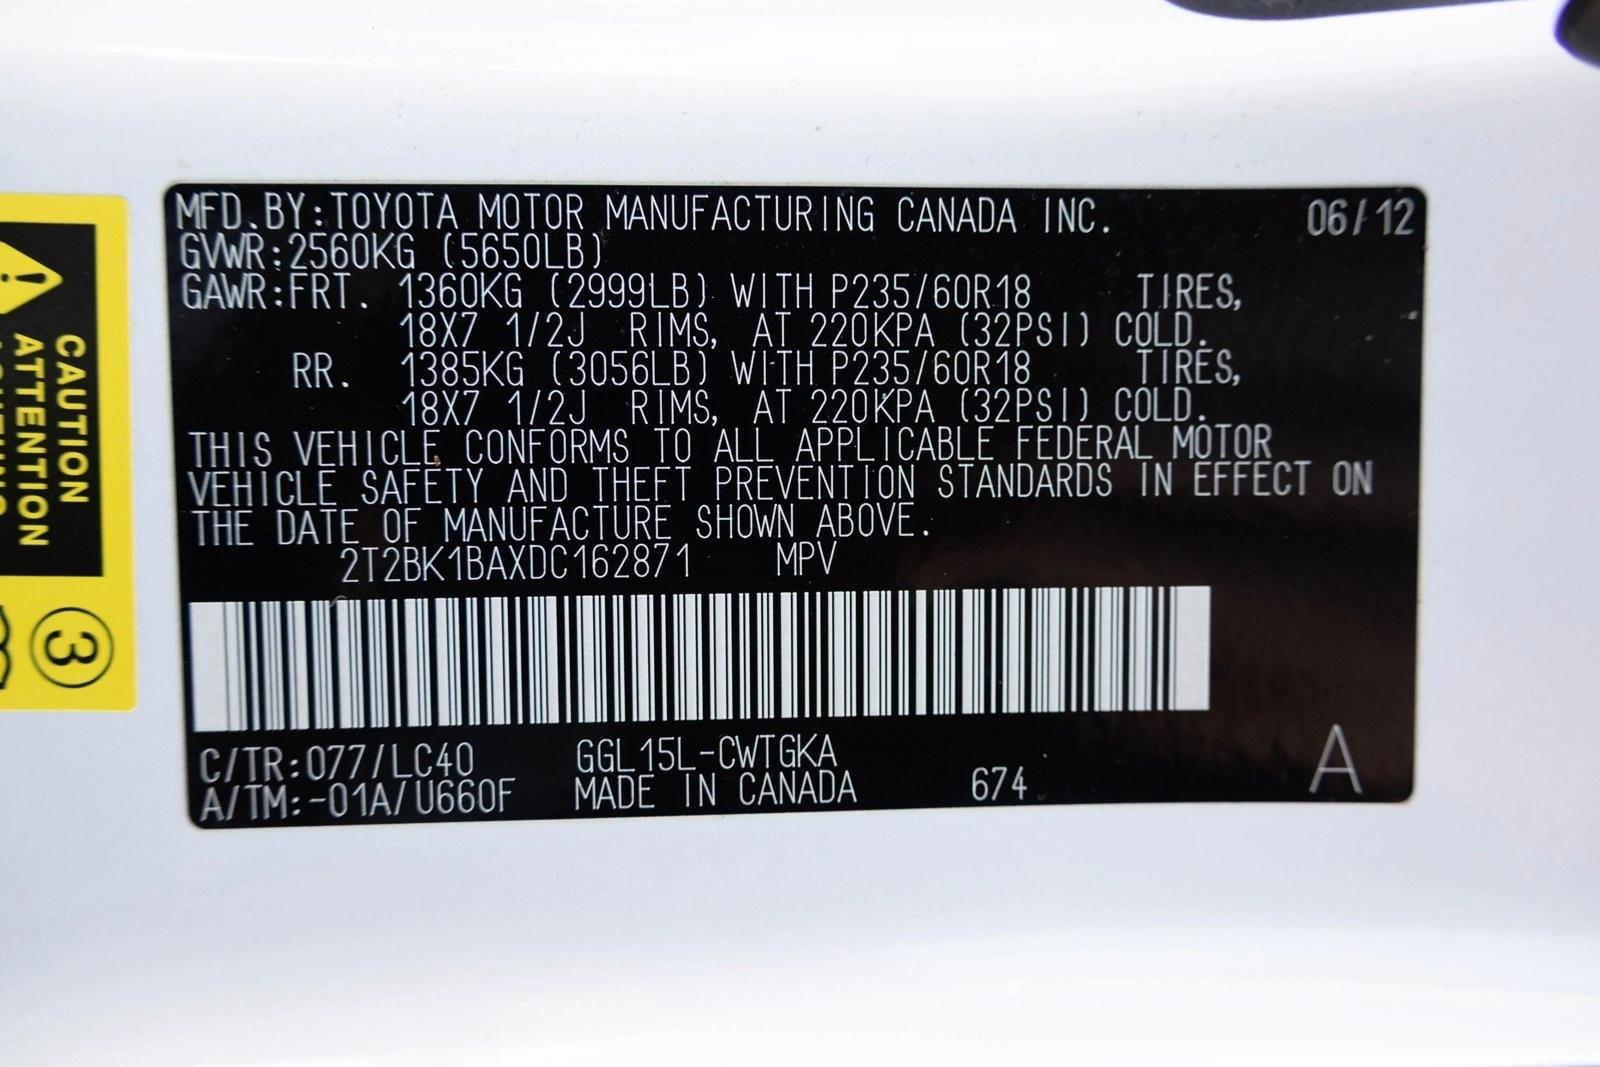 MFD.BY:TOYOTA MOTOR MANUFACTURING CANADA INC. 06/12
GVWR:2560KG (5650LB)
GAWR:FRT. 1360KG (2999LB) WITH P235/60R18 TIRES,
18X7 1/2J RIMS, AT 220KPA (32PSI) COLD.
RR. 1385KG (3056LB) WITH P235/60R18 TIRES,
18X7 1/2J RIMS, AT 220KPA (32PSI) COLD.
THIS VEHICLE CONFORMS TO ALL APPLICABLE FEDERAL MOTOR
VEHICLE SAFETY AND THEFT PREVENTION STANDARDS IN EFFECT ON
THE DATE OF MANUFACTURE SHOWN ABOVE.
2T2BK1BAXDC162871 MPV
C/TR:077/LC40 GGL15L-CWTGKA
A/TM:-01A/U660F MADE IN CANADA 674 A
CAUTION
ATTENTION
3